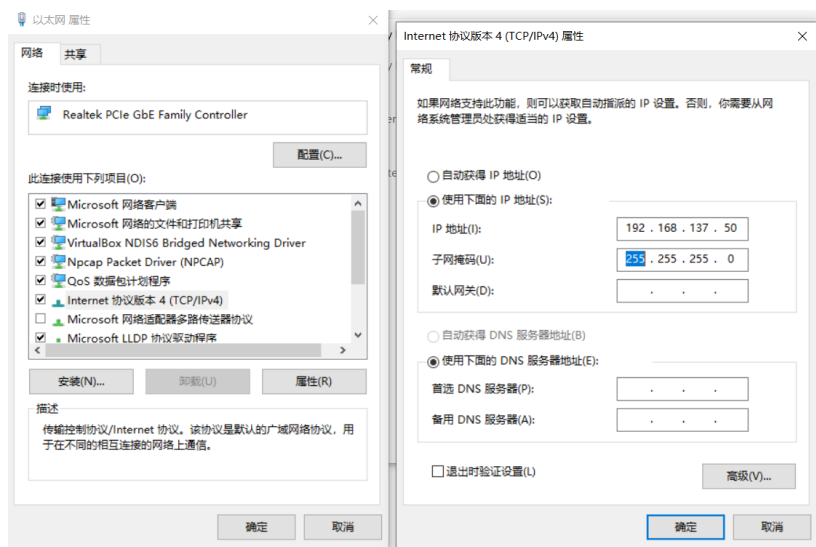 以太网 属性
网络
共享
连接时使用:
Realtek PCIe GbE Family Controller
配置(C)...
此连接使用下列项目(O):
Microsoft 网络客户端
Microsoft 网络的文件和打印机共享
VirtualBox NDIS6 Bridged Networking Driver
Npcap Packet Driver (NPCAP)
QoS 数据包计划程序
Internet 协议版本 4 (TCP/IPv4)
Microsoft 网络适配器多路传送器协议
Microsoft LLDP 协议驱动程序
安装(N)...
卸载(U)
属性(R)
描述
传输控制协议/Internet 协议。该协议是默认的广域网络协议，用
于在不同的相互连接的网络上通信。
确定
取消
Internet 协议版本 4 (TCP/IPv4) 属性
常规
如果网络支持此功能，则可以获取自动指派的 IP 设置。否则，你需要从网
络系统管理员处获得适当的 IP 设置。
自动获得 IP 地址(O)
使用下面的 IP 地址(S):
IP 地址(I):
192 . 168 . 137 . 50
子网掩码(U):
255 . 255 . 255 . 0
默认网关(D):
. . .
自动获得 DNS 服务器地址(B)
使用下面的 DNS 服务器地址(E):
首选 DNS 服务器(P):
. . .
备用 DNS 服务器(A):
. . .
退出时验证设置(L)
高级(V)...
确定
取消